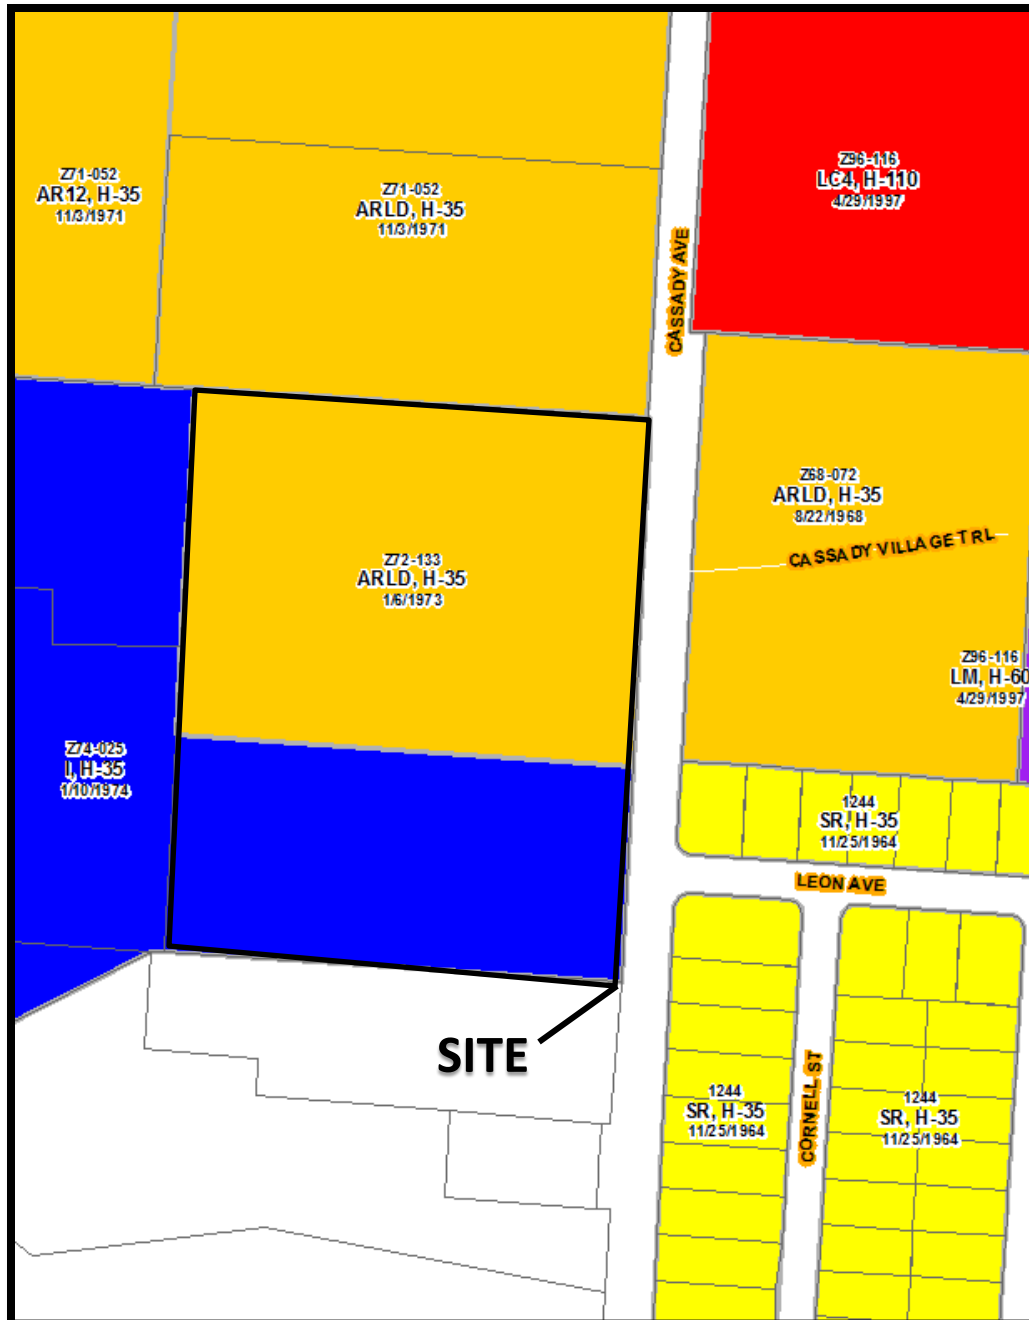 Z96-116
LC4, H-110
4/29/1997
Z71-052
AR12, H-35
11/3/1971
Z71-052
ARLD, H-35
11/3/1971
CASSADY AVE
Z68-072
ARLD, H-35
8/22/1968
CASSADY VILLAGE TRL
Z72-133
ARLD, H-35
1/6/1973
Z96-116
LM, H-60
4/29/1997
Z74-025
I, H-35
1/10/1974
1244
SR, H-35
11/25/1964
LEON AVE
SITE
1244
SR, H-35
11/25/1964
CORNELL ST
1244
SR, H-35
11/25/1964